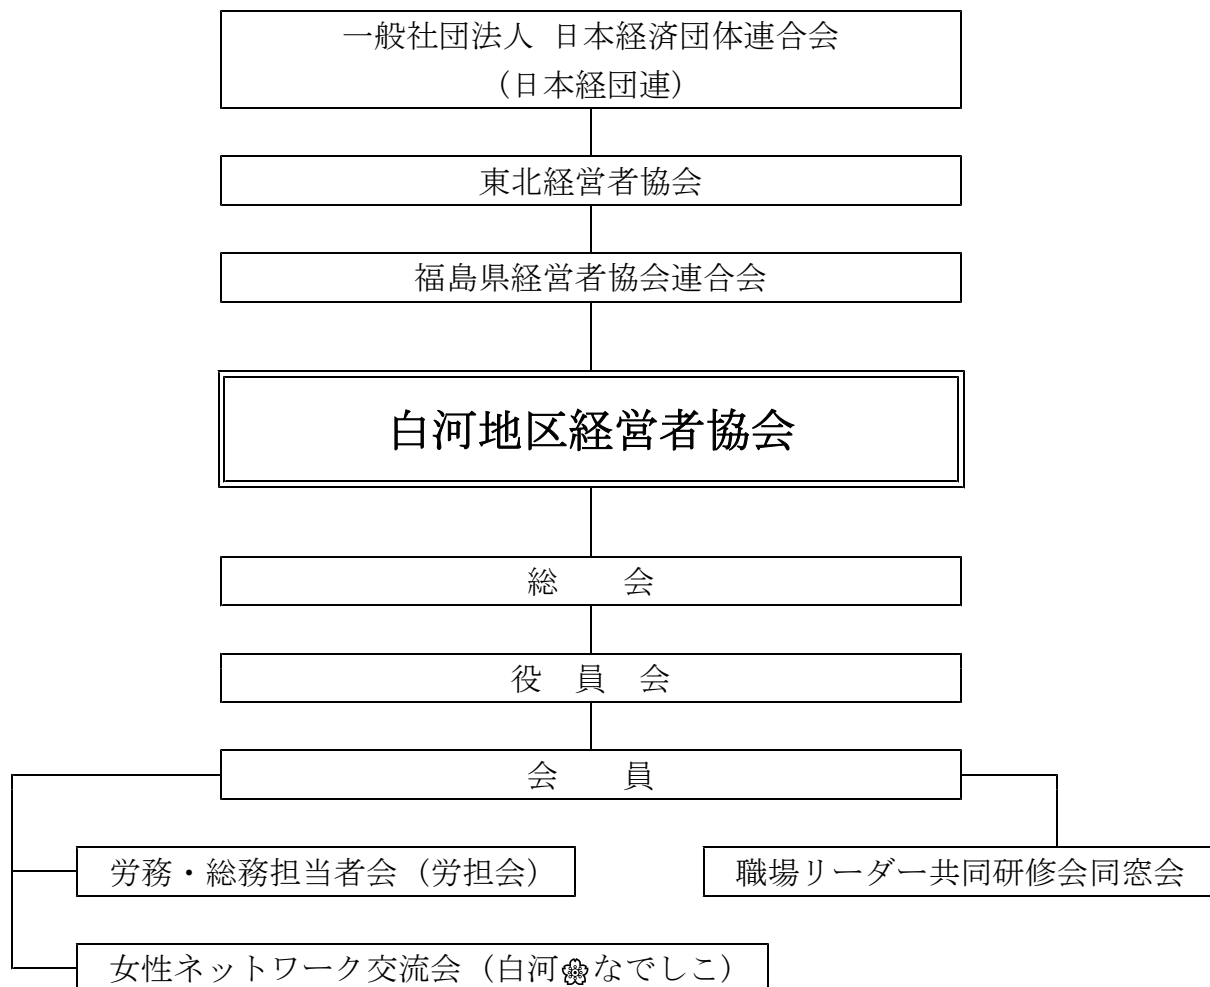 一般社団法人 日本経済団体連合会
（日本経団連）
東北経営者協会
福島県経営者協会連合会
白河地区経営者協会
総　　会
役　員　会
会　　員
労務・総務担当者会（労担会）
職場リーダー共同研修会同窓会
女性ネットワーク交流会（白河🌸なでしこ）